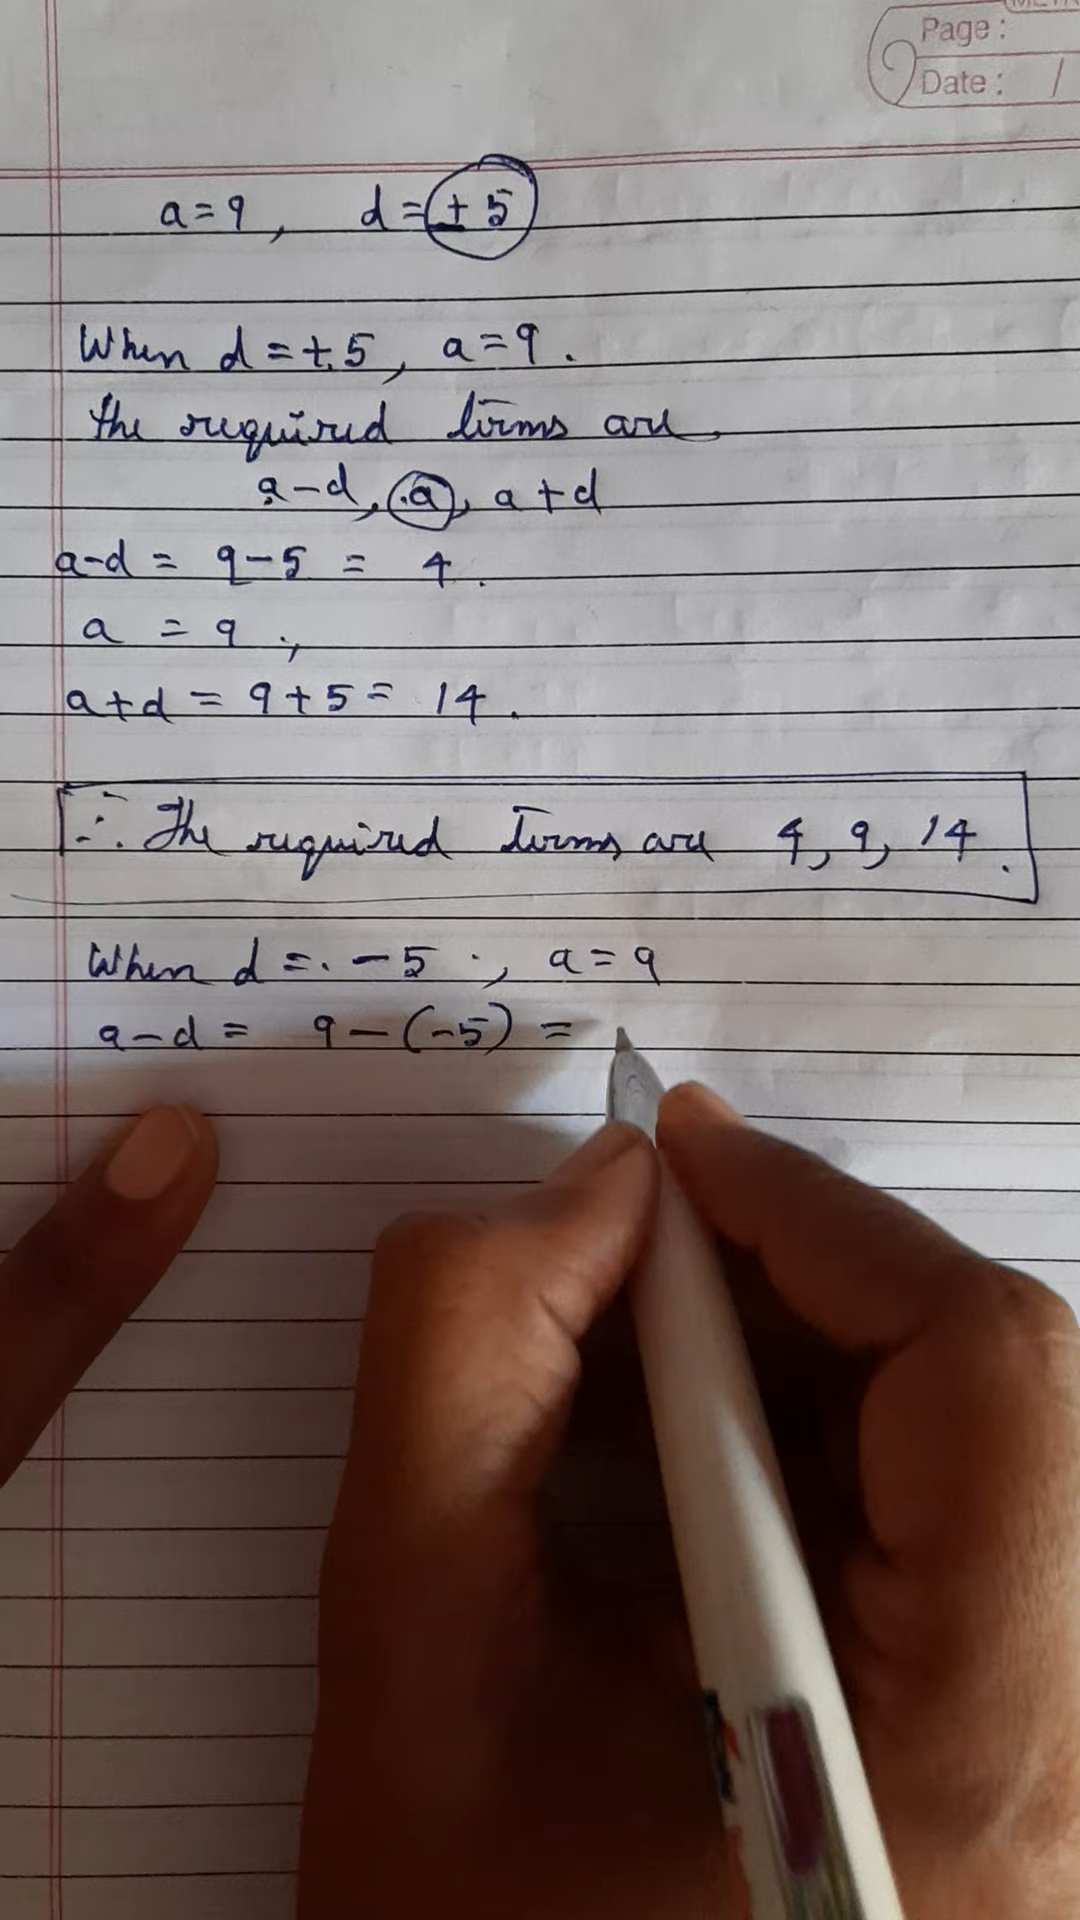 Page :
Date : /
a = 9 , d = ± 5
When d = + 5 , a = 9 .
the required terms are
a - d , a , a + d
a - d = 9 - 5 = 4 .
a = 9 ,
a + d = 9 + 5 = 14 .
∴ The required terms are 4, 9, 14 .
When d = - 5 , a = 9
a - d = 9 - (-5) =